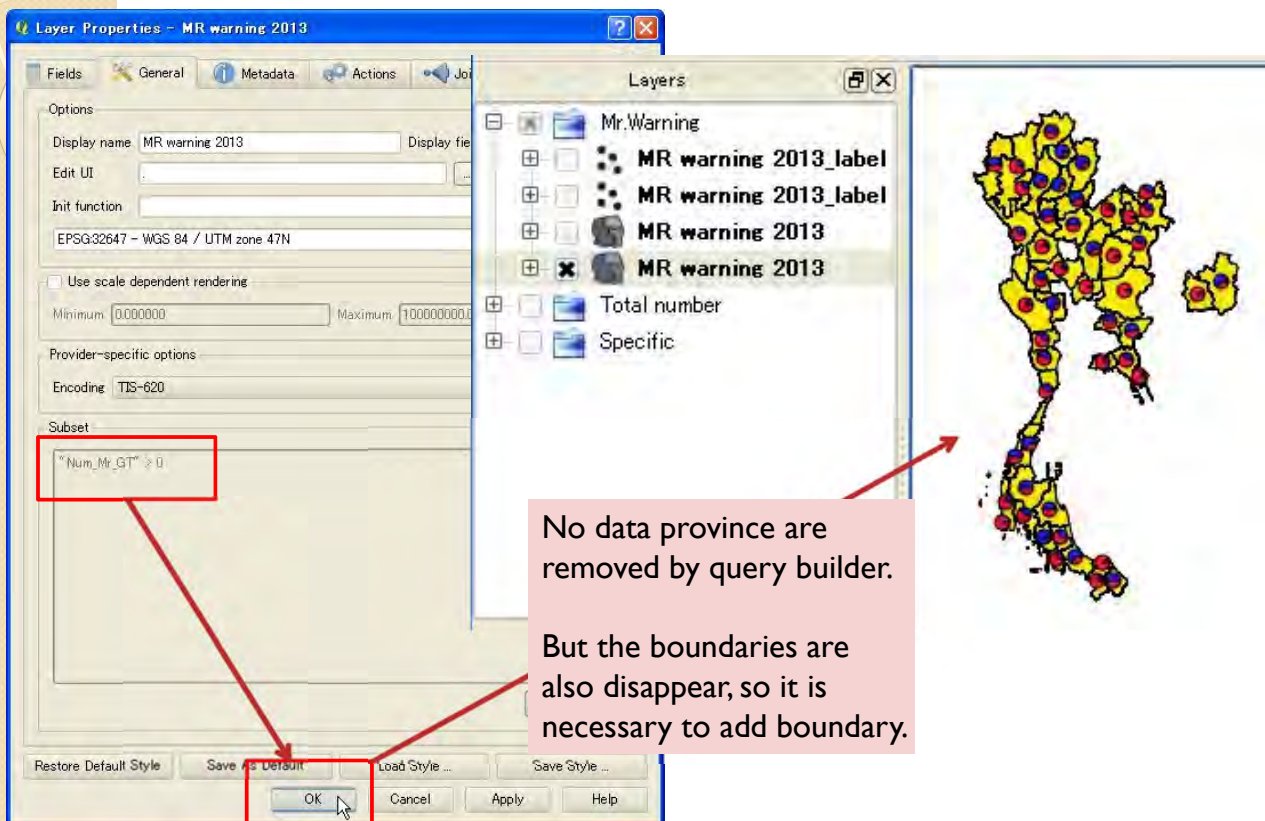 Layer Properties - MR warning 2013
Fields General Metadata Actions Joi
Options
Display name MR warning 2013 Display fie
Edit UI . ...
Init function
EPSG:32647 - WGS 84 / UTM zone 47N
Use scale dependent rendering
Minimum 0.000000 Maximum 100000000.0
Provider-specific options
Encoding TIS-620
Subset
"Num_Mr_GT" > 0
Restore Default Style Save As Default Load Style ... Save Style ...
OK Cancel Apply Help
Layers
Mr.Warning
MR warning 2013_label
MR warning 2013_label
MR warning 2013
MR warning 2013
Total number
Specific
No data province are
removed by query builder.
But the boundaries are
also disappear, so it is
necessary to add boundary.